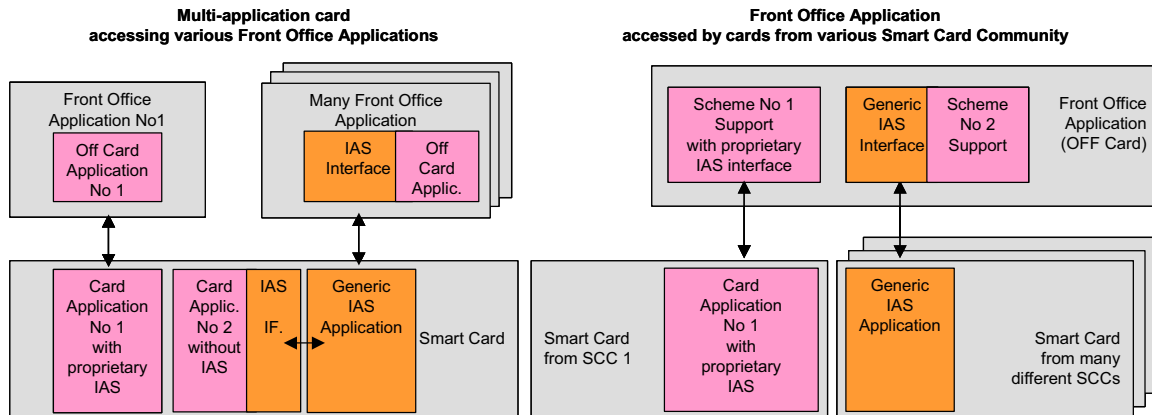 Multi-application card
accessing various Front Office Applications
Front Office
Application No1
Off Card
Application
No 1
Many Front Office
Application
IAS
Interface
Off
Card
Applic.
Card
Application
No 1
with
proprietary
IAS
Card
Applic.
No 2
without
IAS
IAS
IF.
Generic
IAS
Application
Smart Card
Front Office Application
accessed by cards from various Smart Card Community
Scheme No 1
Support
with proprietary
IAS interface
Generic
IAS
Interface
Scheme
No 2
Support
Front Office
Application
(OFF Card)
Smart Card
from SCC 1
Card
Application
No 1
with
proprietary
IAS
Generic
IAS
Application
Smart Card
from many
different SCCs